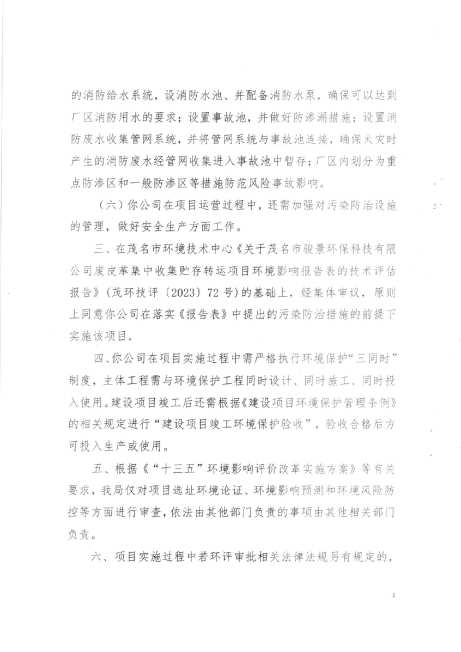 的消防给水系统，设消防水池、并配备消防水泵，确保可以达到
厂区消防用水的要求；设置事故池，并做好防渗漏措施；设置消
防废水收集管网系统，并将管网系统与事故池连接，确保火灾时
产生的消防废水经管网收集进入事故池中暂存；厂区内划分为重
点防渗区和一般防渗区等措施防范风险事故影响。
（六）你公司在项目运营过程中，还需加强对污染防治设施
的管理，做好安全生产方面工作。
三、在茂名市环境技术中心《关于茂名市骏景环保科技有限
公司废皮革集中收集贮存转运项目环境影响报告表的技术评估
报告》(茂环技评〔2023〕72 号)的基础上，经集体审议，原则
上同意你公司在落实《报告表》中提出的污染防治措施的前提下
实施该项目。
四、你公司在项目实施过程中需严格执行环境保护“三同时”
制度，主体工程需与环境保护工程同时设计、同时施工、同时投
入使用。建设项目竣工后还需根据《建设项目环境保护管理条例》
的相关规定进行“建设项目竣工环境保护验收”，验收合格后方
可投入生产或使用。
五、根据《“十三五”环境影响评价改革实施方案》等有关
要求，我局仅对项目选址环境论证、环境影响预测和环境风险防
控等方面进行审查，依法由其他部门负责的事项由其他相关部门
负责。
六、项目实施过程中若环评审批相关法律法规另有规定的，